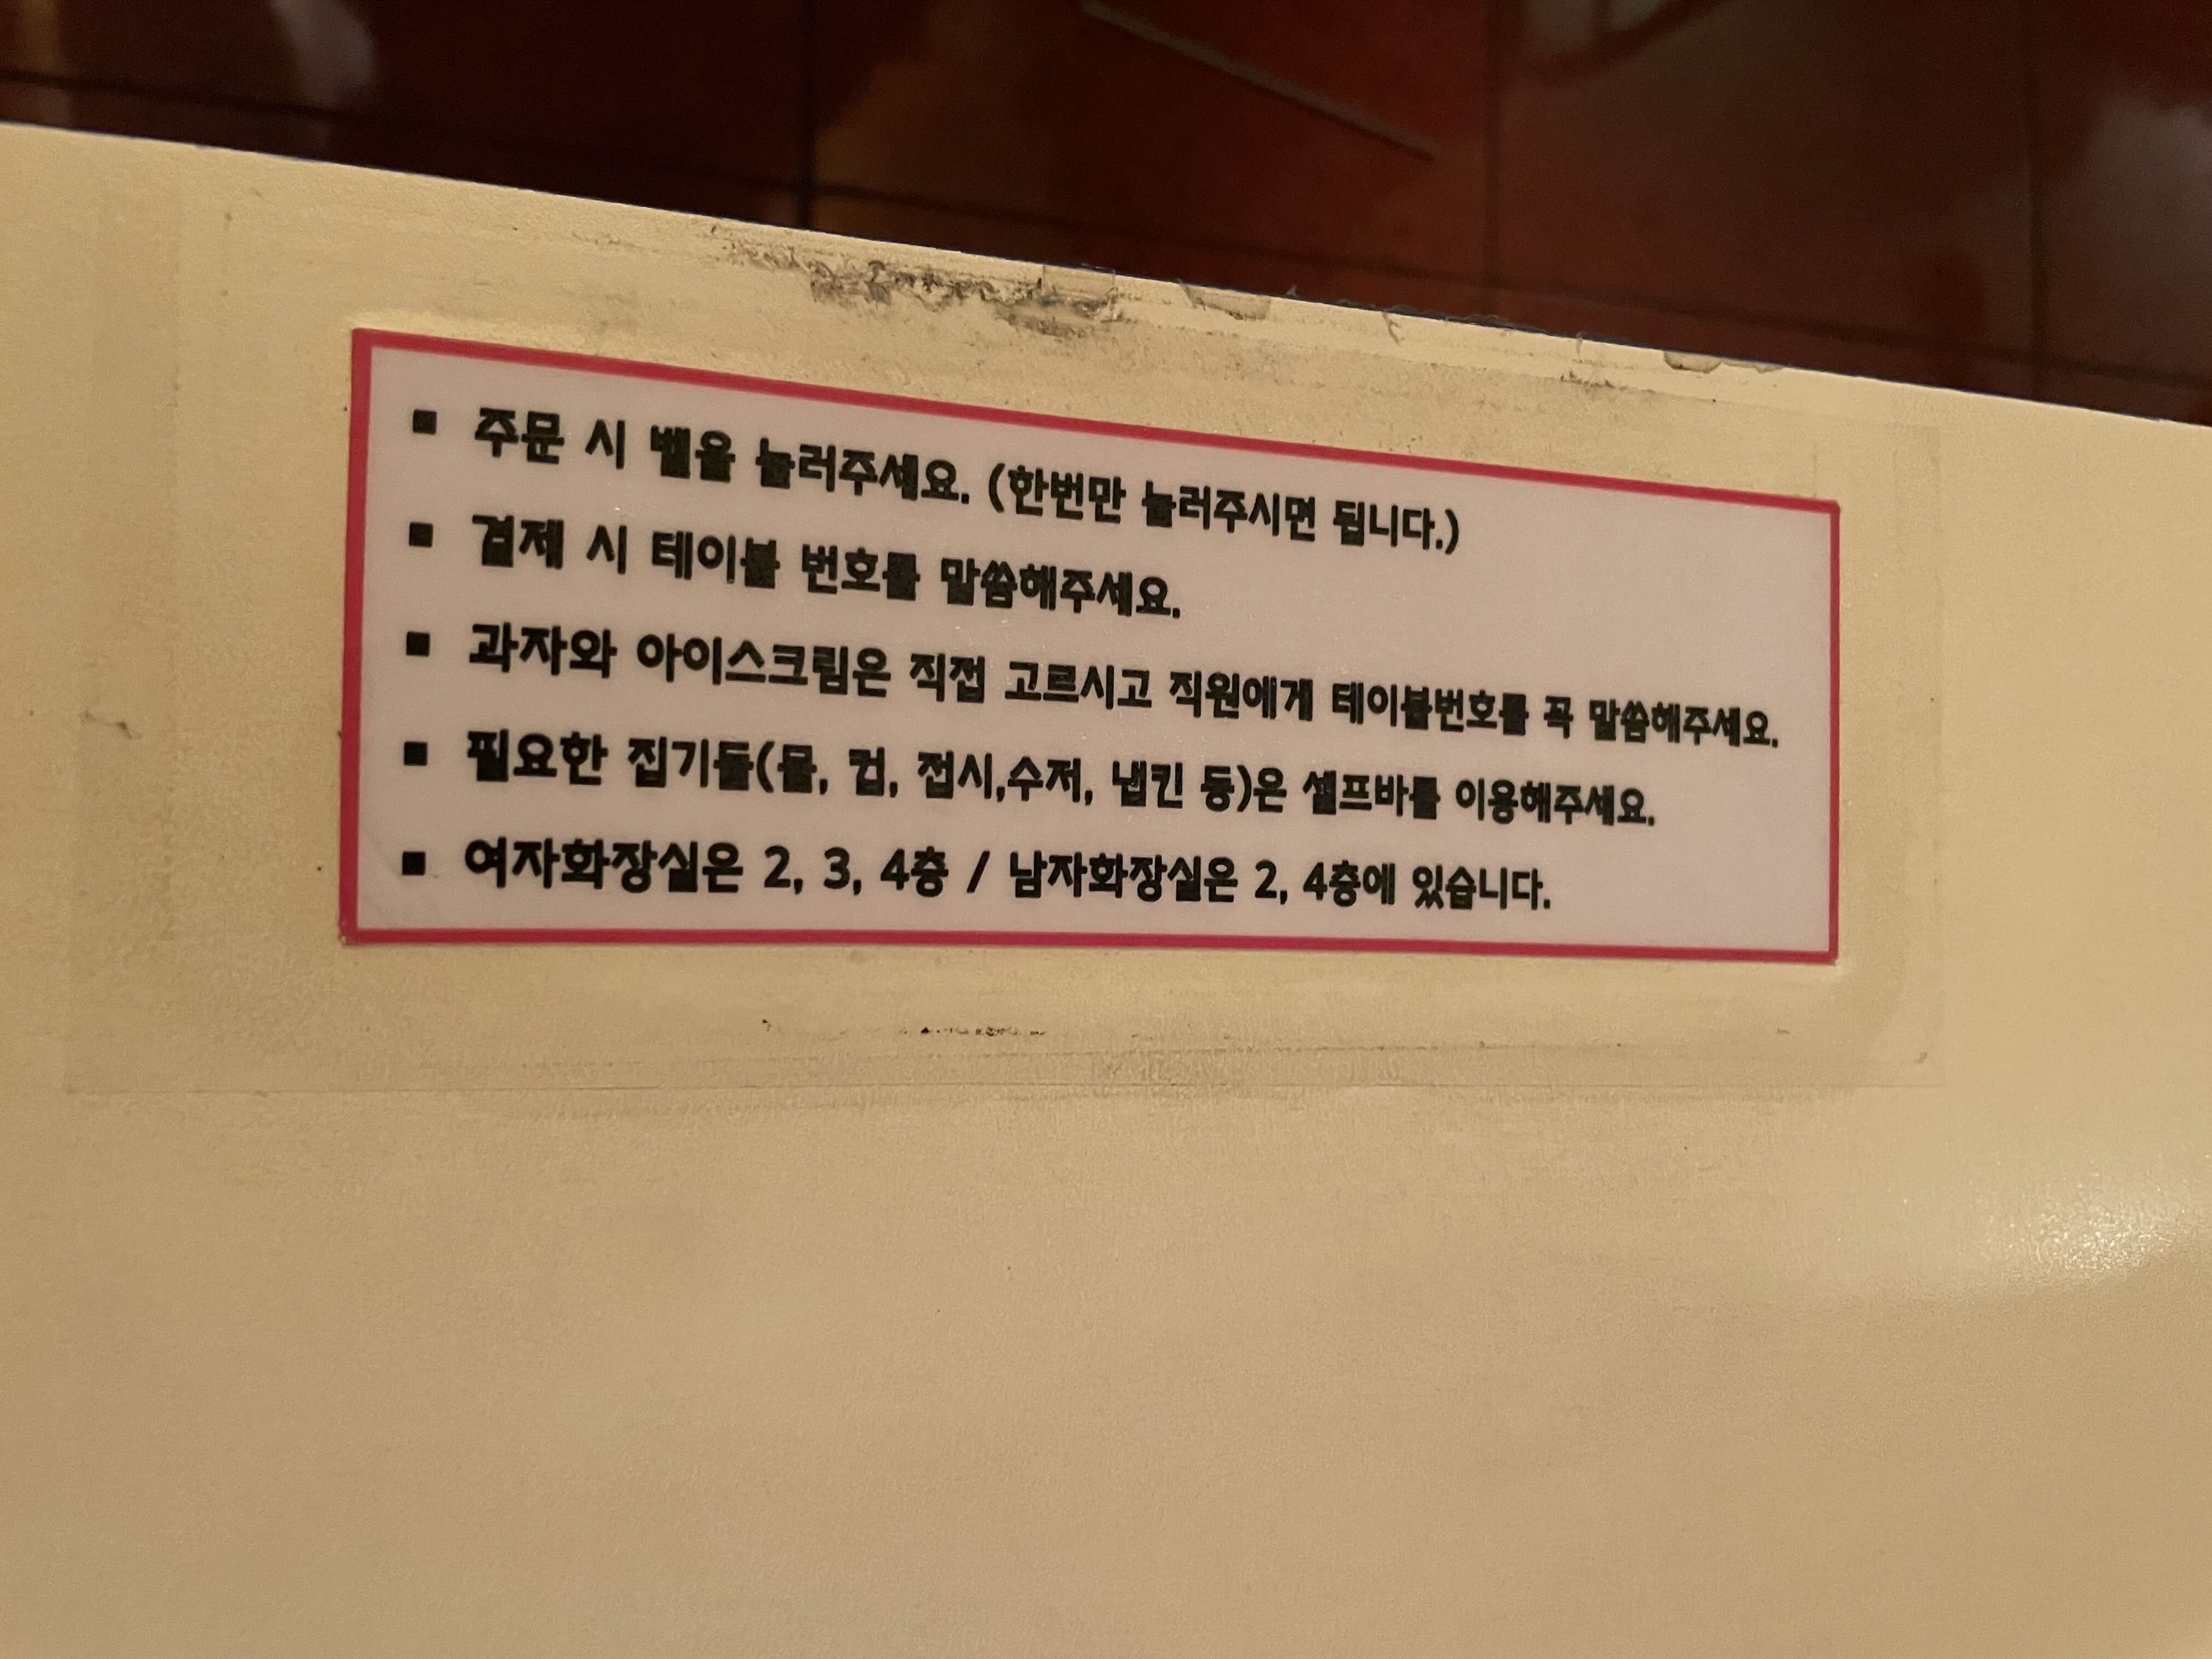 ▪ 주문 시 벨을 눌러주세요. (한번만 눌러주시면 됩니다.)
▪ 결제 시 테이블 번호를 말씀해주세요.
▪ 과자와 아이스크림은 직접 고르시고 직원에게 테이블번호를 꼭 말씀해주세요.
▪ 필요한 집기들(물, 컵, 접시,수저, 냅킨 등)은 셀프바를 이용해주세요.
▪ 여자화장실은 2, 3, 4층 / 남자화장실은 2, 4층에 있습니다.